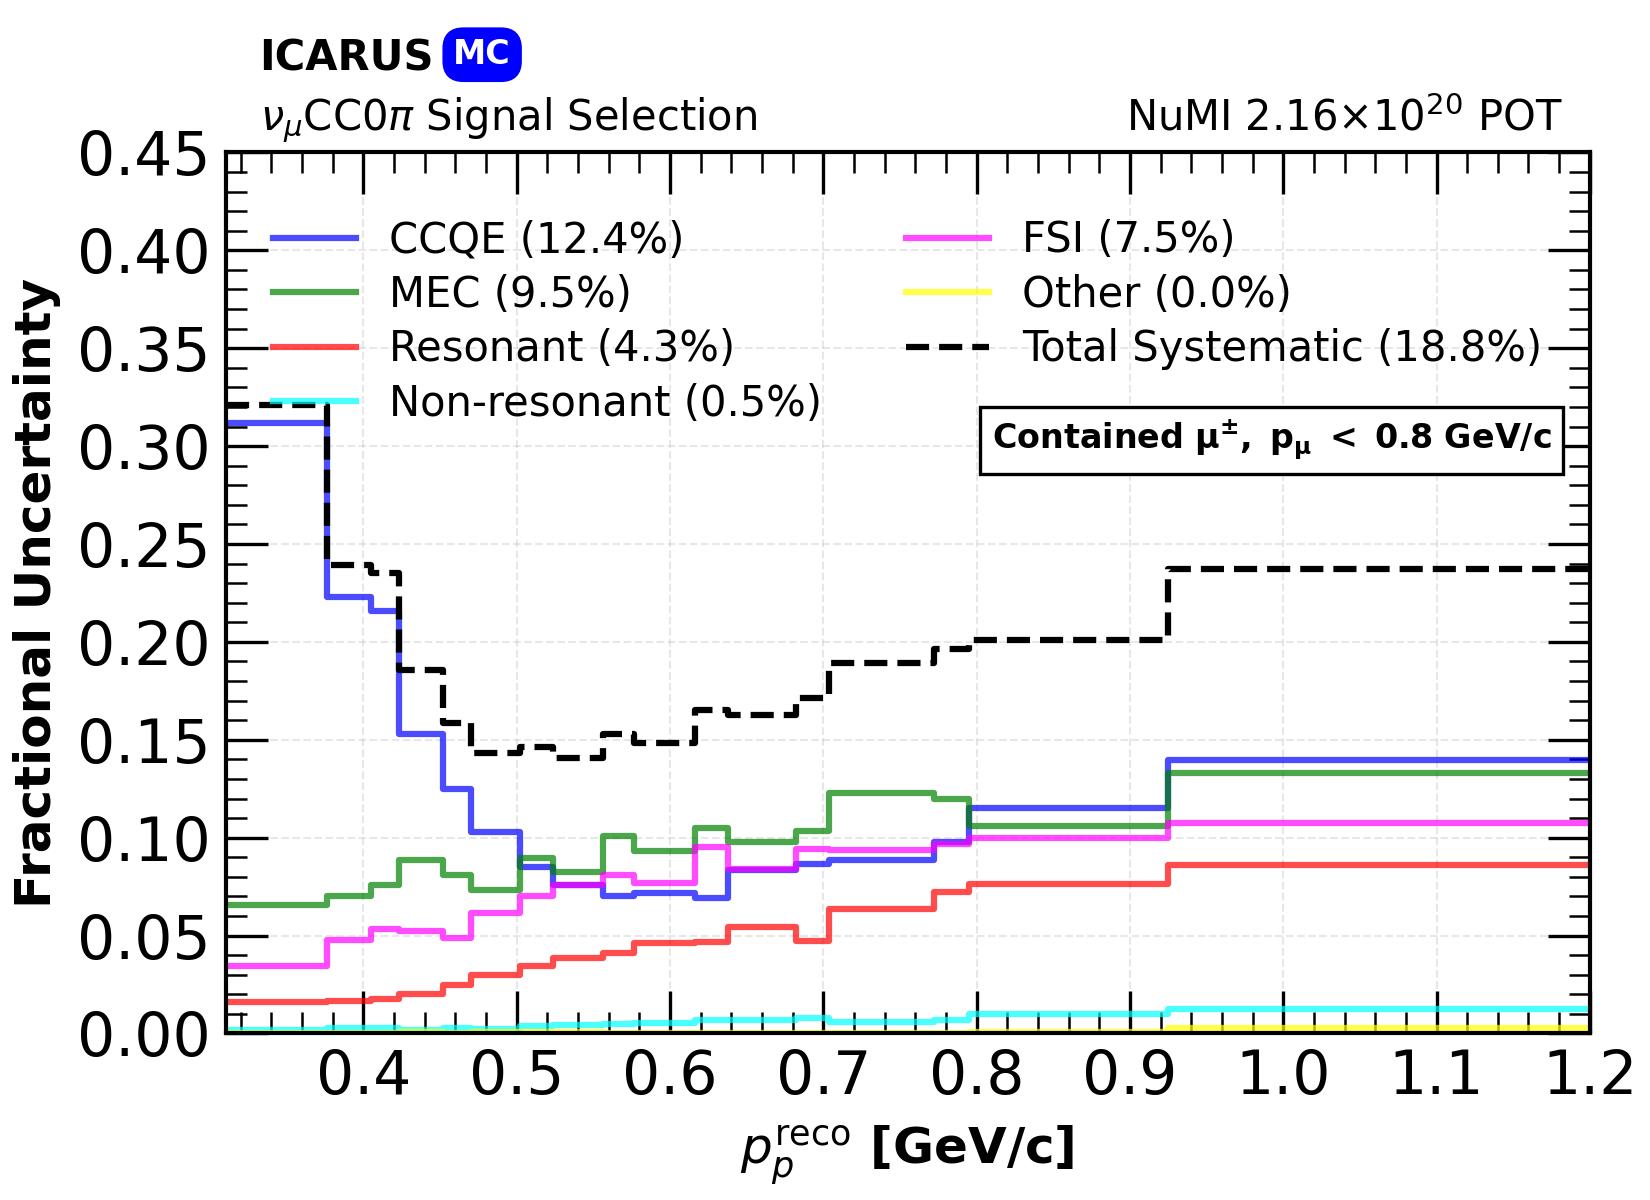 ICARUS MC
νμCC0π Signal Selection
NuMI 2.16×10²⁰ POT
0.45
0.40
0.35
0.30
0.25
0.20
0.15
0.10
0.05
0.00
Fractional Uncertainty
CCQE (12.4%)
MEC (9.5%)
Resonant (4.3%)
Non-resonant (0.5%)
FSI (7.5%)
Other (0.0%)
Total Systematic (18.8%)
Contained μ±, pμ < 0.8 GeV/c
0.4 0.5 0.6 0.7 0.8 0.9 1.0 1.1 1.2
p_p^reco [GeV/c]